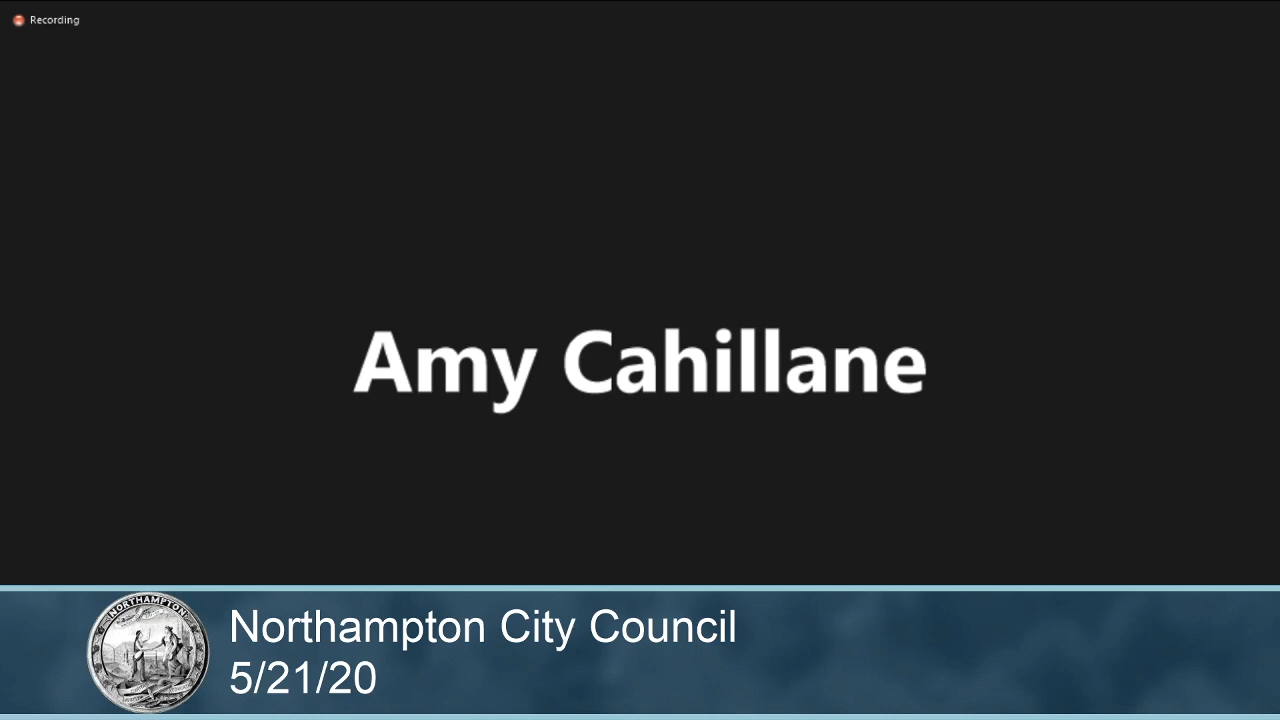 Recording
Amy Cahillane
NORTHAMPTON
Northampton City Council
5/21/20